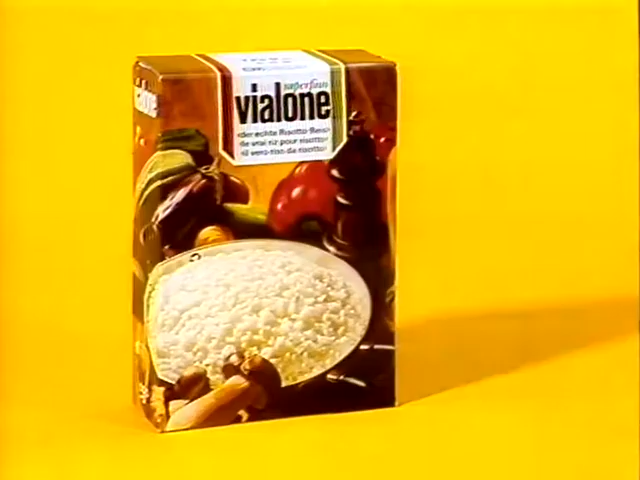 superfino
vialone
«der echte Risotto-Reis»
«le vrai riz pour risotto»
«il vero riso da risotto»
vialone